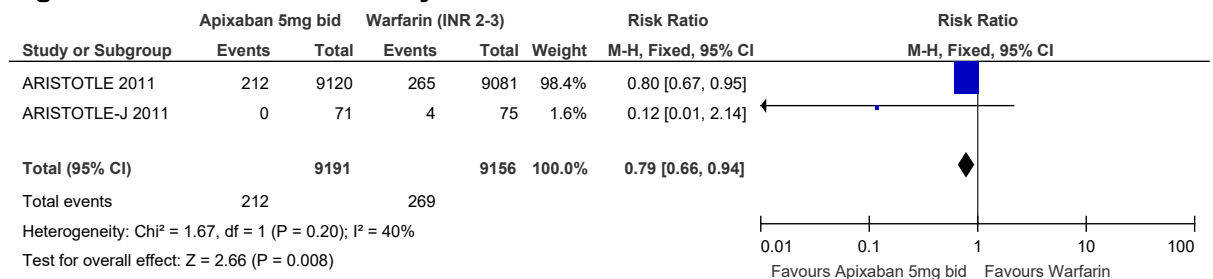 Apixaban 5mg bid Warfarin (INR 2-3) Risk Ratio Risk Ratio
Study or Subgroup Events Total Events Total Weight M-H, Fixed, 95% CI M-H, Fixed, 95% CI
ARISTOTLE 2011 212 9120 265 9081 98.4% 0.80 [0.67, 0.95]
ARISTOTLE-J 2011 0 71 4 75 1.6% 0.12 [0.01, 2.14]
Total (95% CI) 9191 9156 100.0% 0.79 [0.66, 0.94]
Total events 212 269
Heterogeneity: Chi² = 1.67, df = 1 (P = 0.20); I² = 40%
Test for overall effect: Z = 2.66 (P = 0.008)
0.01 0.1 1 10 100
Favours Apixaban 5mg bid Favours Warfarin